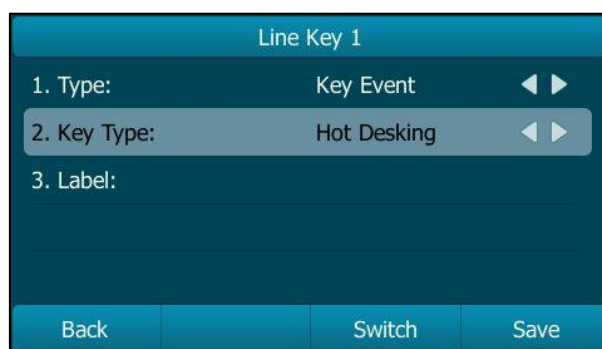 Line Key 1
1. Type: Key Event
2. Key Type: Hot Desking
3. Label:
Back Switch Save